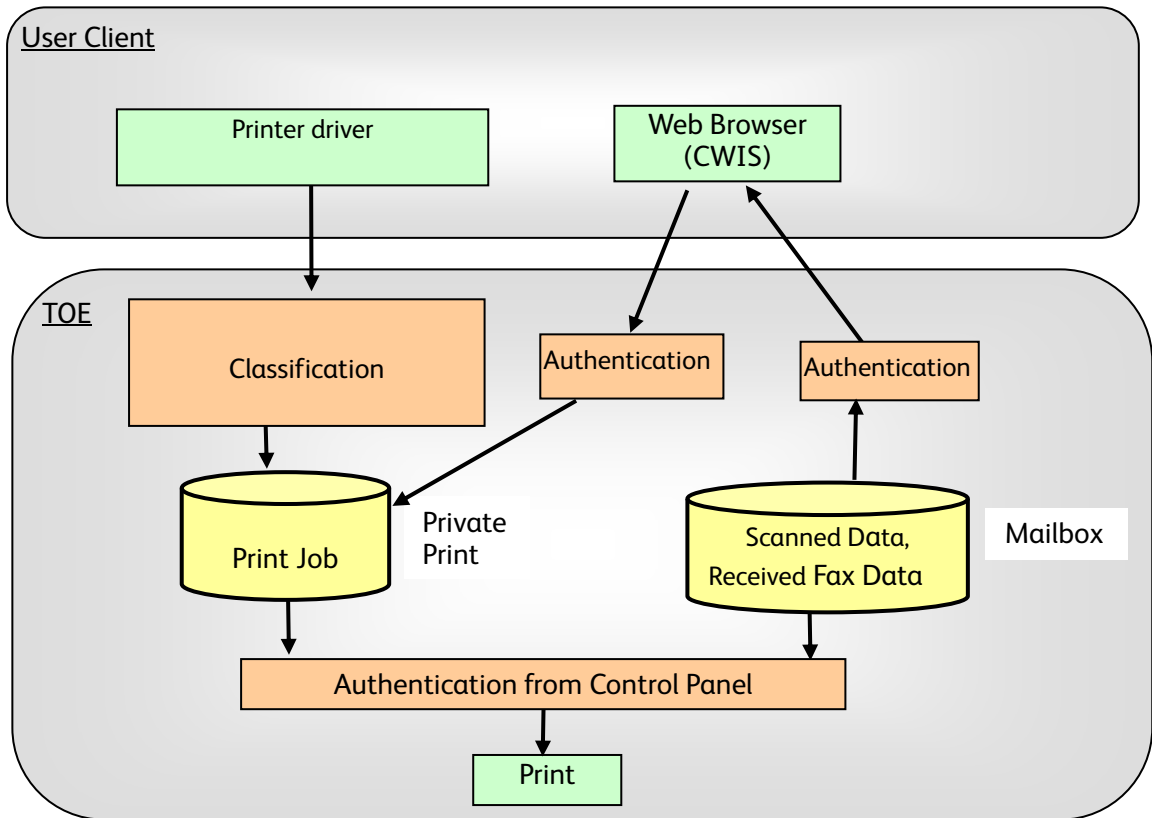 User Client
Printer driver
Web Browser
(CWIS)
TOE
Classification
Authentication
Authentication
Print Job
Private
Print
Scanned Data,
Received Fax Data
Mailbox
Authentication from Control Panel
Print